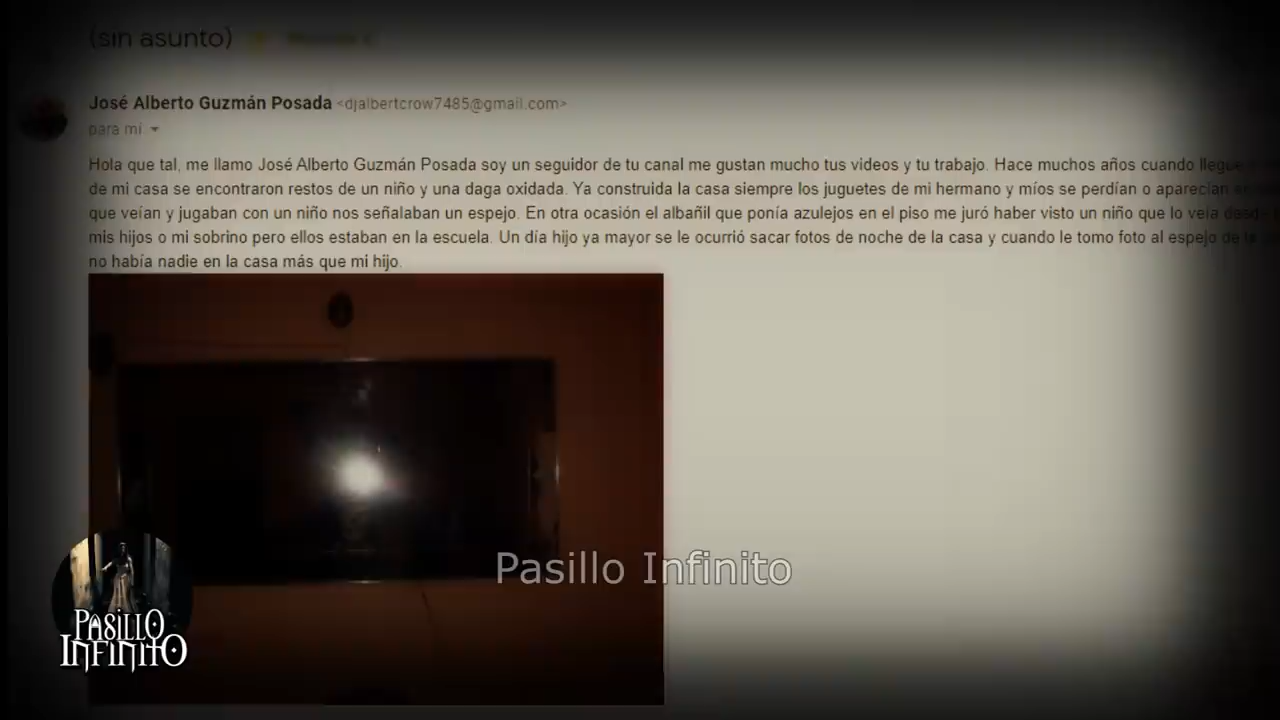 (sin asunto)
José Alberto Guzmán Posada <djalbertcrow7485@gmail.com>
para mí
Hola que tal, me llamo José Alberto Guzmán Posada soy un seguidor de tu canal me gustan mucho tus videos y tu trabajo. Hace muchos años cuando llegue
de mi casa se encontraron restos de un niño y una daga oxidada. Ya construida la casa siempre los juguetes de mi hermano y míos se perdían o aparecían
que veían y jugaban con un niño nos señalaban un espejo. En otra ocasión el albañil que ponía azulejos en el piso me juró haber visto un niño que lo veía desde
mis hijos o mi sobrino pero ellos estaban en la escuela. Un día hijo ya mayor se le ocurrió sacar fotos de noche de la casa y cuando le tomo foto al espejo de
no había nadie en la casa más que mi hijo.
Pasillo Infinito
PASILLO
INFINITO